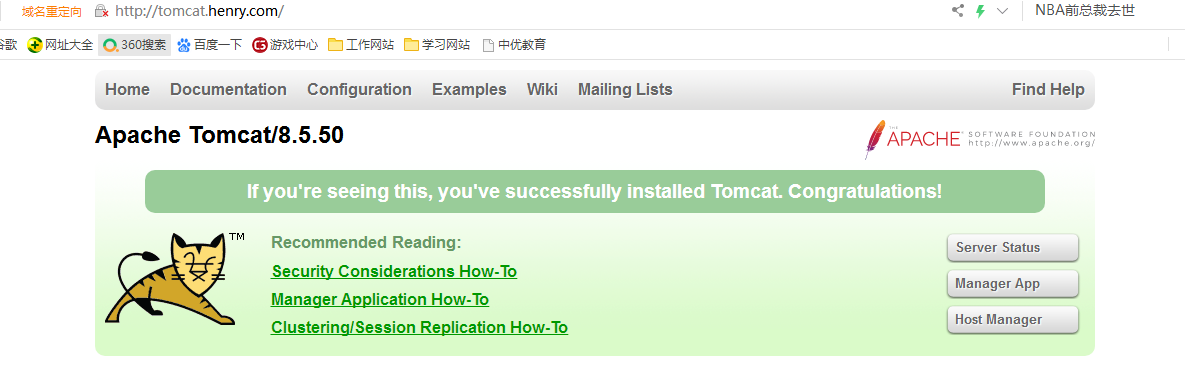 域名重定向 http://tomcat.henry.com/ NBA前总裁去世
谷歌 网址大全 360搜索 百度一下 游戏中心 工作网站 学习网站 中优教育
Home Documentation Configuration Examples Wiki Mailing Lists Find Help
Apache Tomcat/8.5.50
THE APACHE SOFTWARE FOUNDATION
http://www.apache.org/
If you're seeing this, you've successfully installed Tomcat. Congratulations!
TM
Recommended Reading:
Security Considerations How-To
Manager Application How-To
Clustering/Session Replication How-To
Server Status
Manager App
Host Manager